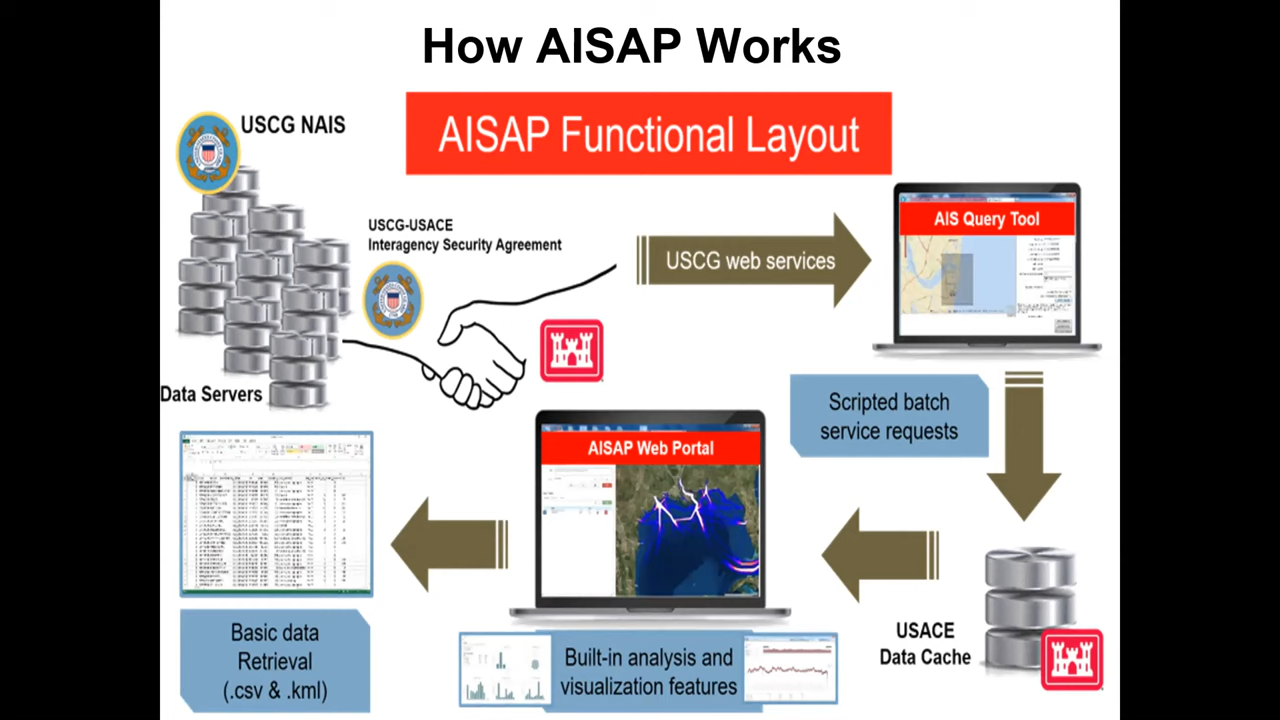 How AISAP Works
AISAP Functional Layout
USCG NAIS
Data Servers
USCG-USACE
Interagency Security Agreement
USCG web services
AIS Query Tool
Scripted batch
service requests
USACE
Data Cache
AISAP Web Portal
Built-in analysis and
visualization features
Basic data
Retrieval
(.csv & .kml)